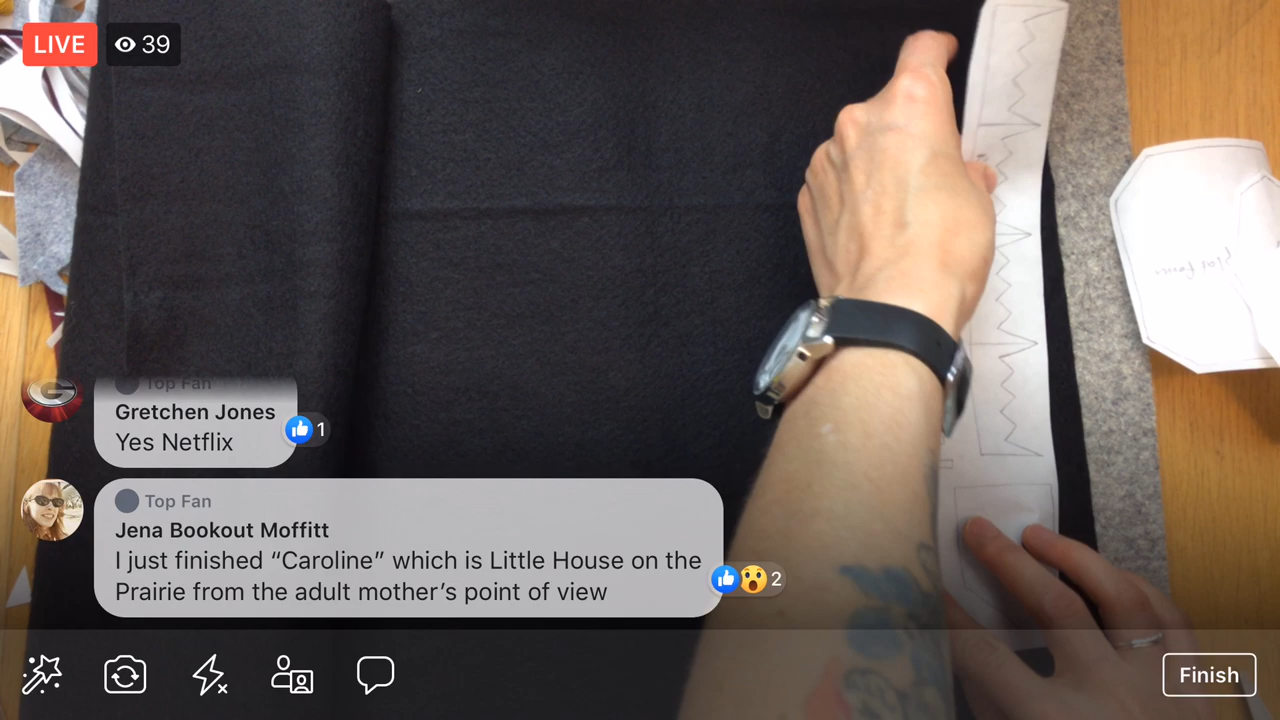 LIVE
39
Top Fan
Gretchen Jones
Yes Netflix
1
Top Fan
Jena Bookout Moffitt
I just finished “Caroline” which is Little House on the
Prairie from the adult mother’s point of view
2
Finish